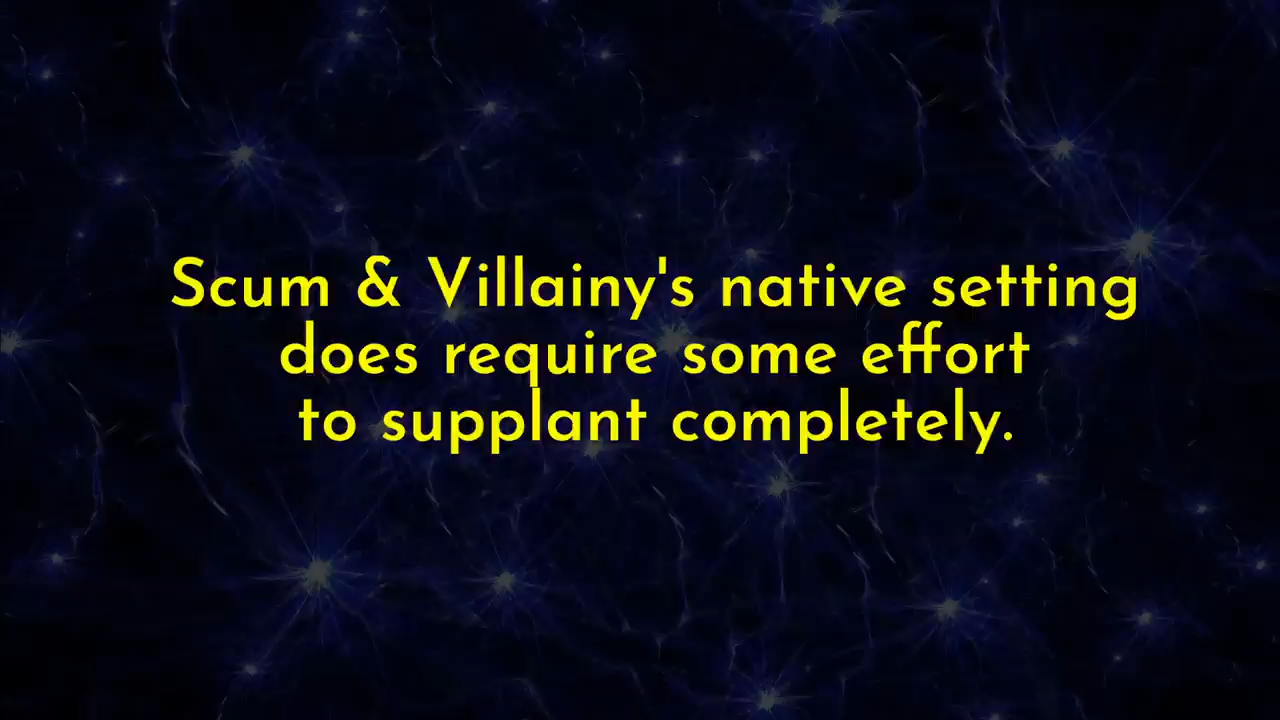 Scum & Villainy's native setting
does require some effort
to supplant completely.